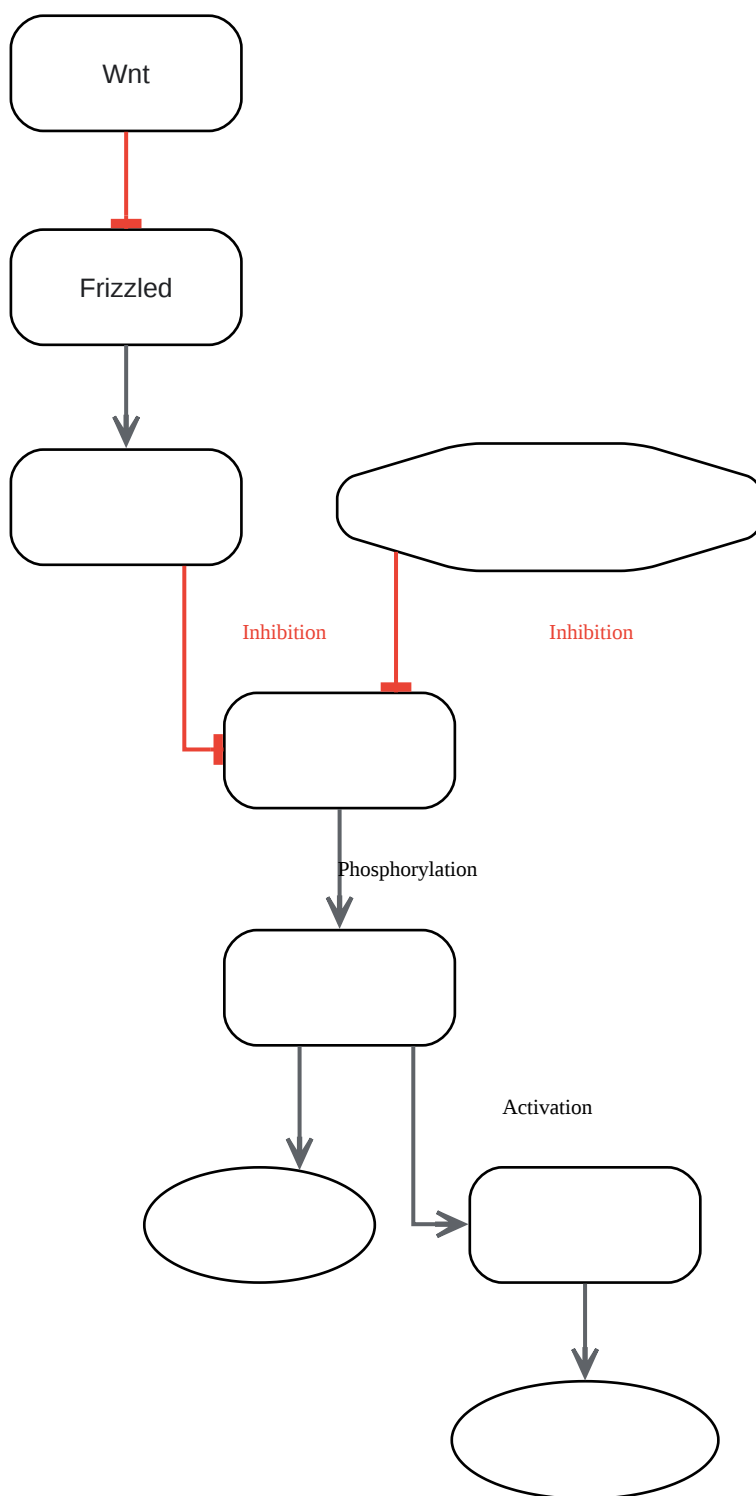 Wnt
Frizzled
Inhibition
Inhibition
Phosphorylation
Activation